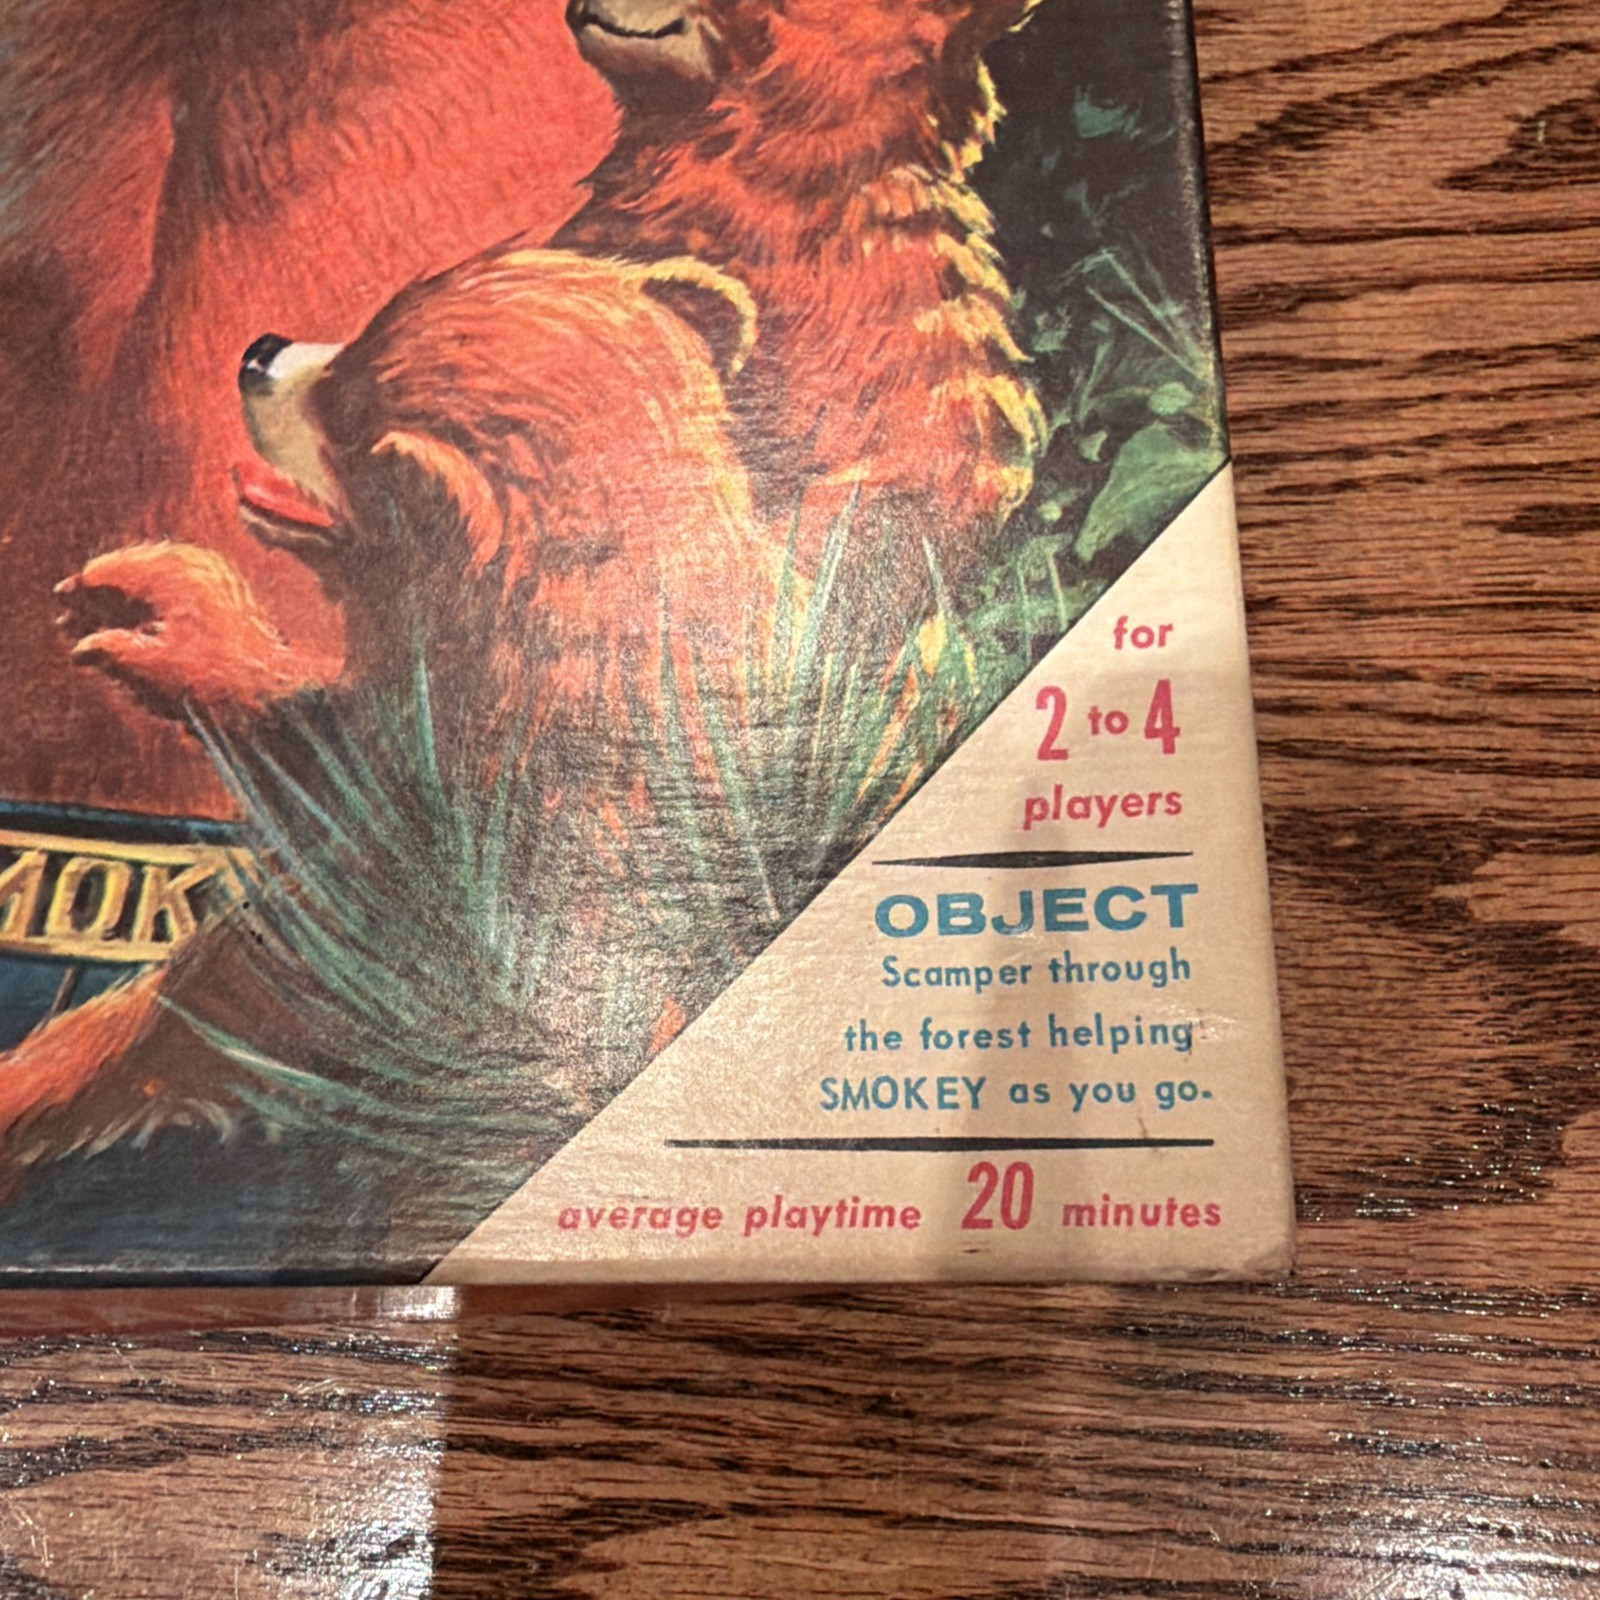 for
2 to 4
players
OBJECT
Scamper through
the forest helping
SMOKEY as you go.
average playtime 20 minutes
MOK